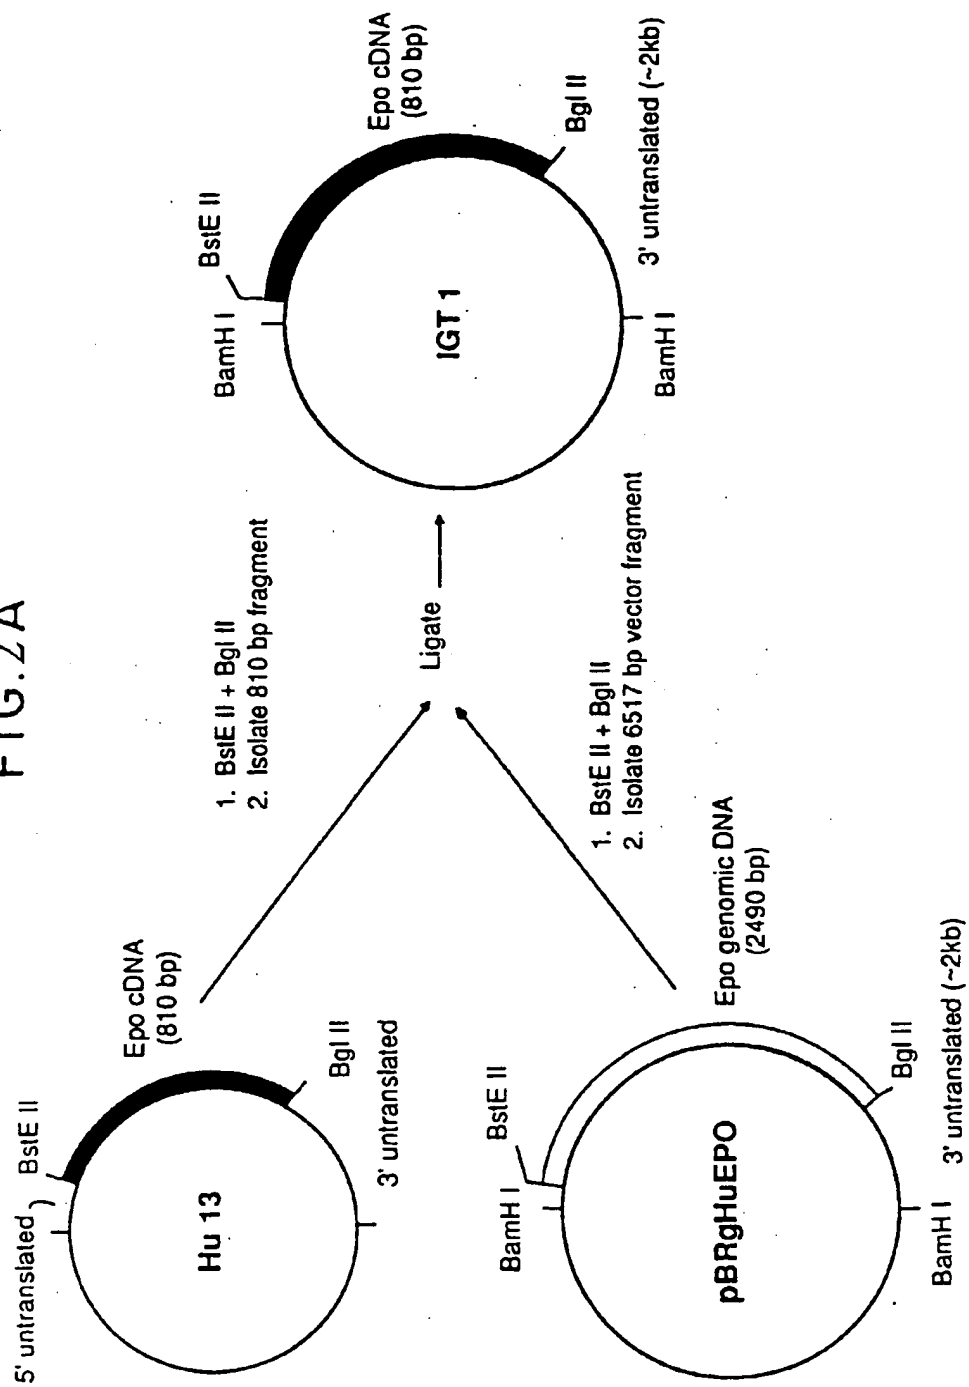 FIG.2A
5' untranslated
BstE II
Epo cDNA
(810 bp)
Hu 13
Bgl II
3' untranslated
1. BstE II + Bgl II
2. Isolate 810 bp fragment
BamH I
BstE II
Epo genomic DNA
(2490 bp)
pBRgHuEPO
Bgl II
BamH I
3' untranslated (~2kb)
1. BstE II + Bgl II
2. Isolate 6517 bp vector fragment
Ligate
BamH I
BstE II
Epo cDNA
(810 bp)
IGT 1
Bgl II
BamH I
3' untranslated (~2kb)